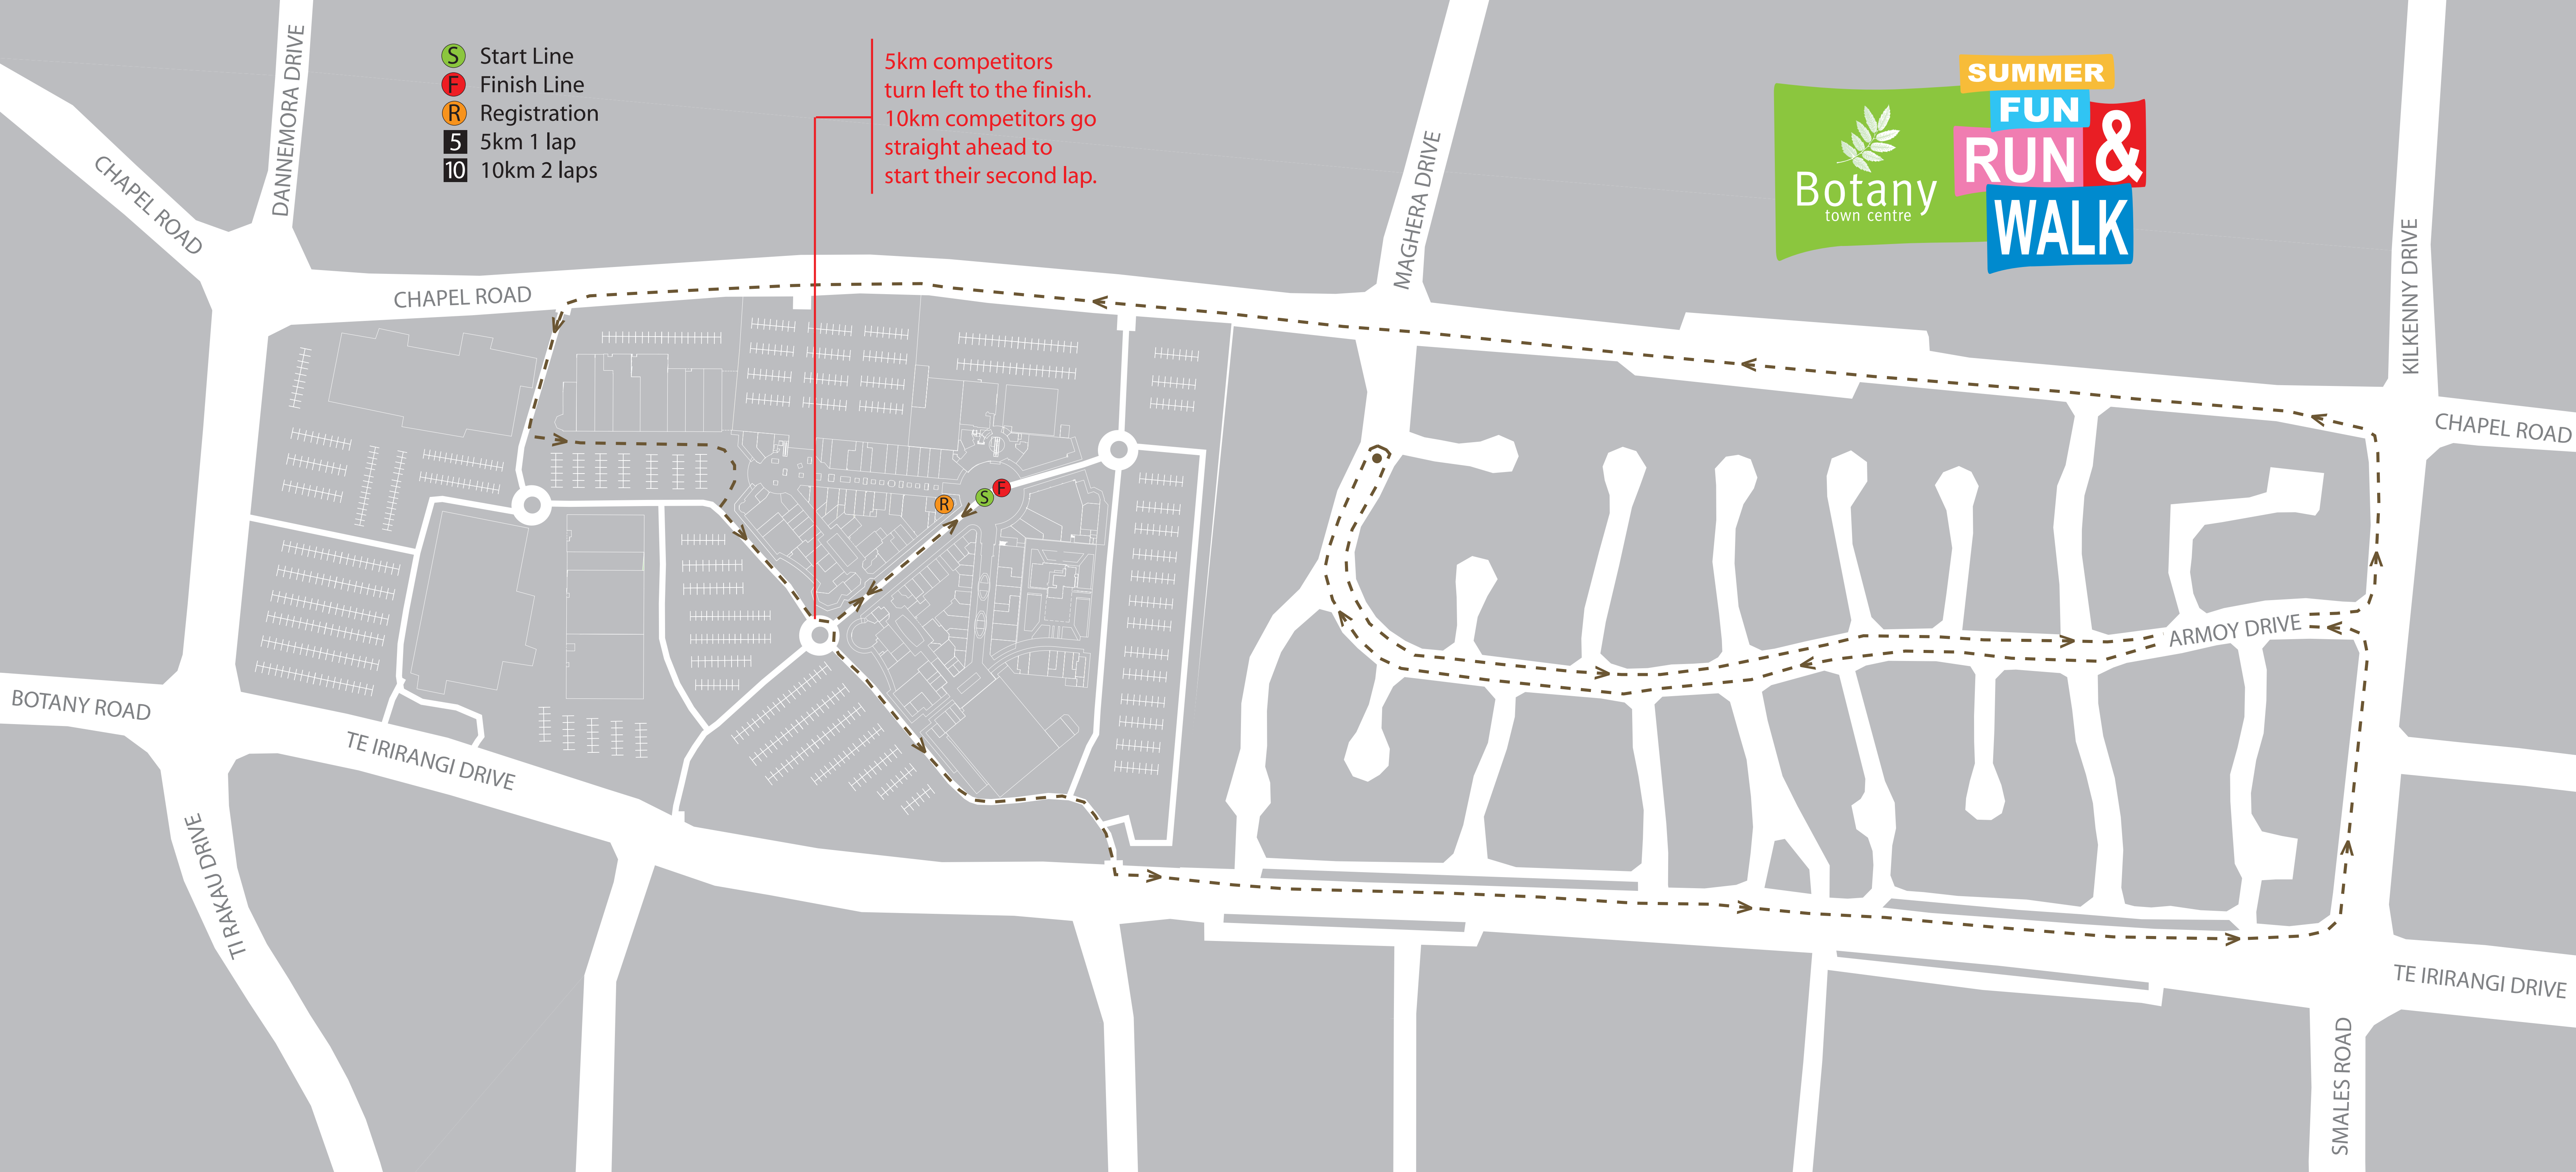 DANNEMORA DRIVE
CHAPEL ROAD
S Start Line
F Finish Line
R Registration
5 5km 1 lap
10 10km 2 laps
5km competitors
turn left to the finish.
10km competitors go
straight ahead to
start their second lap.
MAGHERA DRIVE
Botany
town centre
SUMMER
FUN
RUN &
WALK
KILKENNY DRIVE
CHAPEL ROAD
CHAPEL ROAD
R
S
F
ARMOY DRIVE
BOTANY ROAD
TE IRIRANGI DRIVE
TI RAKAU DRIVE
TE IRIRANGI DRIVE
SMALES ROAD